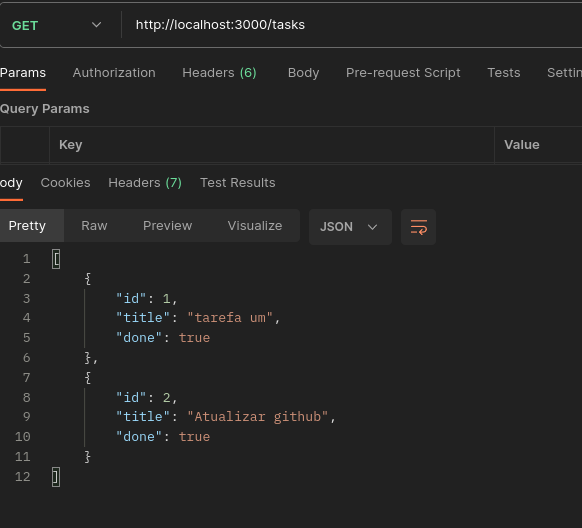 GET http://localhost:3000/tasks
Params Authorization Headers (6) Body Pre-request Script Tests Settin
Query Params
Key Value
ody Cookies Headers (7) Test Results
Pretty Raw Preview Visualize JSON
1 [
2 {
3 "id": 1,
4 "title": "tarefa um",
5 "done": true
6 },
7 {
8 "id": 2,
9 "title": "Atualizar github",
10 "done": true
11 }
12 ]